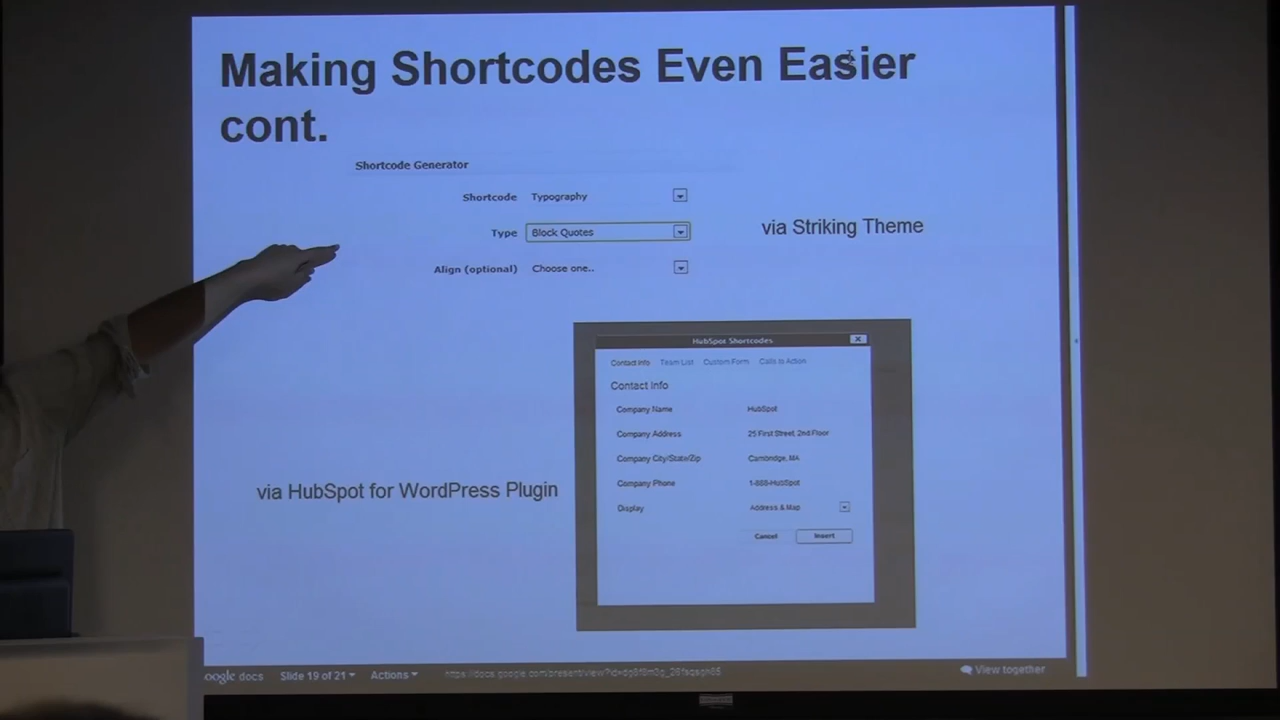 Making Shortcodes Even Easier
cont.
Shortcode Generator
Shortcode Typography
Type Block Quotes
via Striking Theme
Align (optional) Choose one..
HubSpot Shortcodes
Contact Info Team List Custom Form Calls to Action
Contact Info
Company Name HubSpot
Company Address 25 First Street, 2nd Floor
Company City/State/Zip Cambridge, MA
Company Phone 1-888-HubSpot
via HubSpot for WordPress Plugin
Display Address & Map
Cancel Insert
oogle docs Slide 19 of 21 Actions View together